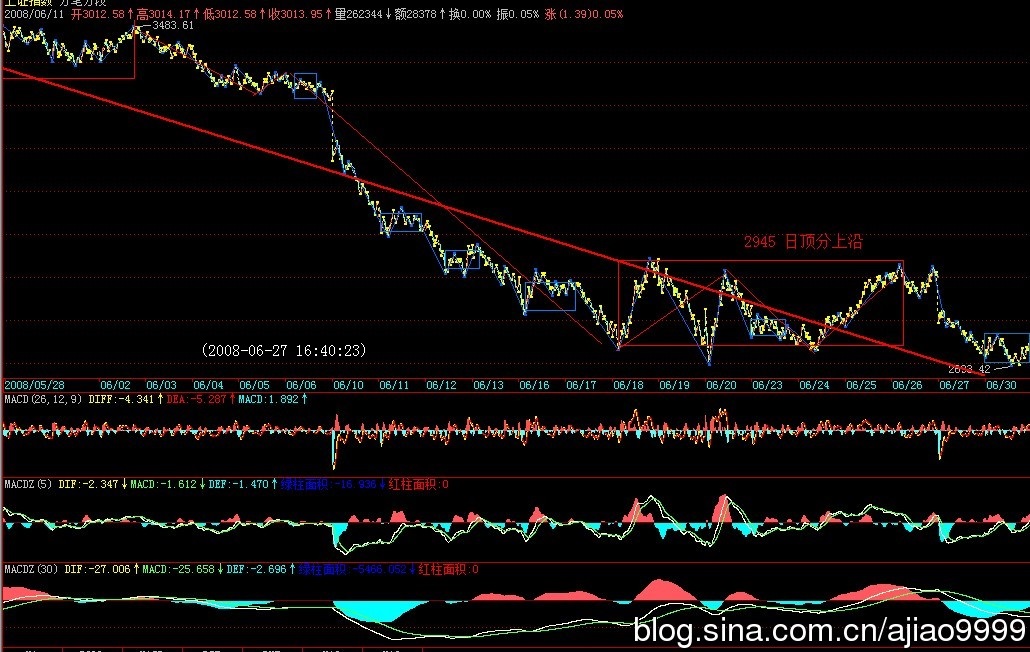 上证指数 分笔分段
2008/06/11 开3012.58↑高3014.17↑低3012.58↑收3013.95↑量262344↓额28378↑换0.00% 振0.05% 涨(1.39)0.05%
3483.61
2945 日顶分上沿
(2008-06-27 16:40:23)
2693.42
2008/05/28 06/02 06/03 06/04 06/05 06/06 06/10 06/11 06/12 06/13 06/16 06/17 06/18 06/19 06/20 06/23 06/24 06/25 06/26 06/27 06/30
MACD(26,12,9) DIFF:-4.341↑DEA:-5.287↑MACD:1.892↑
MACDZ(5) DIF:-2.347↓MACD:-1.612↓DEF:-1.470↑绿柱面积:-16.936↓红柱面积:0
MACDZ(30) DIF:-27.006↑MACD:-25.658↓DEF:-2.696↑绿柱面积 -5466.052↓红柱面积:0
blog.sina.com.cn/ajiao9999